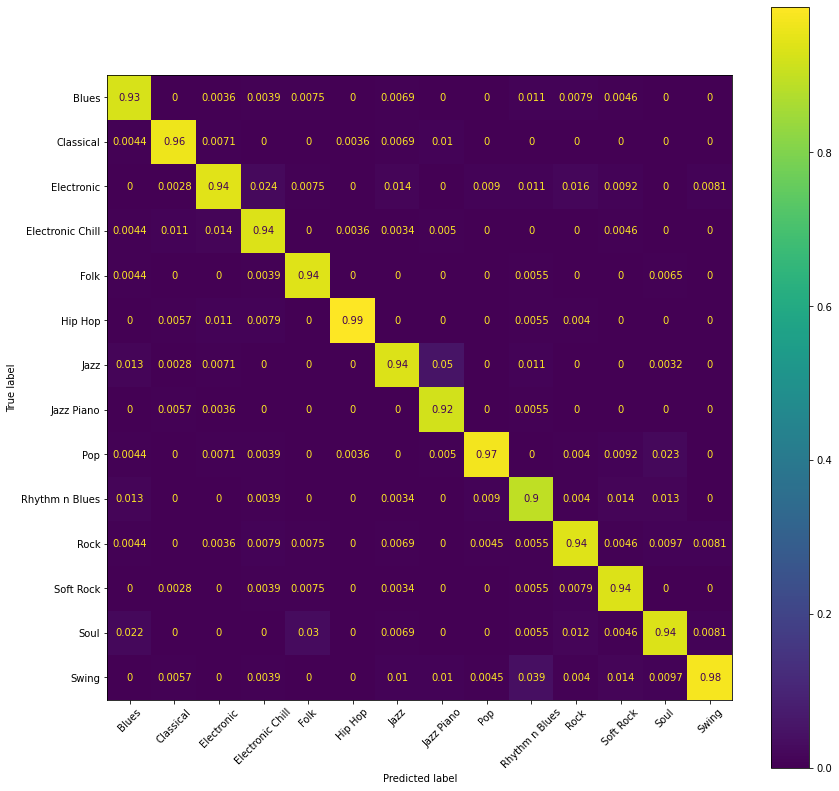 Blues 0.93 0 0.0036 0.0039 0.0075 0 0.0069 0 0 0.011 0.0079 0.0046 0 0
Classical 0.0044 0.96 0.0071 0 0 0.0036 0.0069 0.01 0 0 0 0 0 0
Electronic 0 0.0028 0.94 0.024 0.0075 0 0.014 0 0.009 0.011 0.016 0.0092 0 0.0081
Electronic Chill 0.0044 0.011 0.014 0.94 0 0.0036 0.0034 0.005 0 0 0 0.0046 0 0
Folk 0.0044 0 0 0.0039 0.94 0 0 0 0 0.0055 0 0 0.0065 0
Hip Hop 0 0.0057 0.011 0.0079 0 0.99 0 0 0 0.0055 0.004 0 0 0
Jazz 0.013 0.0028 0.0071 0 0 0 0.94 0.05 0 0.011 0 0 0.0032 0
Jazz Piano 0 0.0057 0.0036 0 0 0 0 0.92 0 0.0055 0 0 0 0
Pop 0.0044 0 0.0071 0.0039 0 0.0036 0 0.005 0.97 0 0.004 0.0092 0.023 0
Rhythm n Blues 0.013 0 0 0.0039 0 0 0.0034 0 0.009 0.9 0.004 0.014 0.013 0
Rock 0.0044 0 0.0036 0.0079 0.0075 0 0.0069 0 0.0045 0.0055 0.94 0.0046 0.0097 0.0081
Soft Rock 0 0.0028 0 0.0039 0.0075 0 0.0034 0 0 0.0055 0.0079 0.94 0 0
Soul 0.022 0 0 0 0.03 0 0.0069 0 0 0.0055 0.012 0.0046 0.94 0.0081
Swing 0 0.0057 0 0.0039 0 0 0.01 0.01 0.0045 0.039 0.004 0.014 0.0097 0.98
Blues Classical Electronic Electronic Chill Folk Hip Hop Jazz Jazz Piano Pop Rhythm n Blues Rock Soft Rock Soul Swing
Predicted label
True label
0.8
0.6
0.4
0.2
0.0